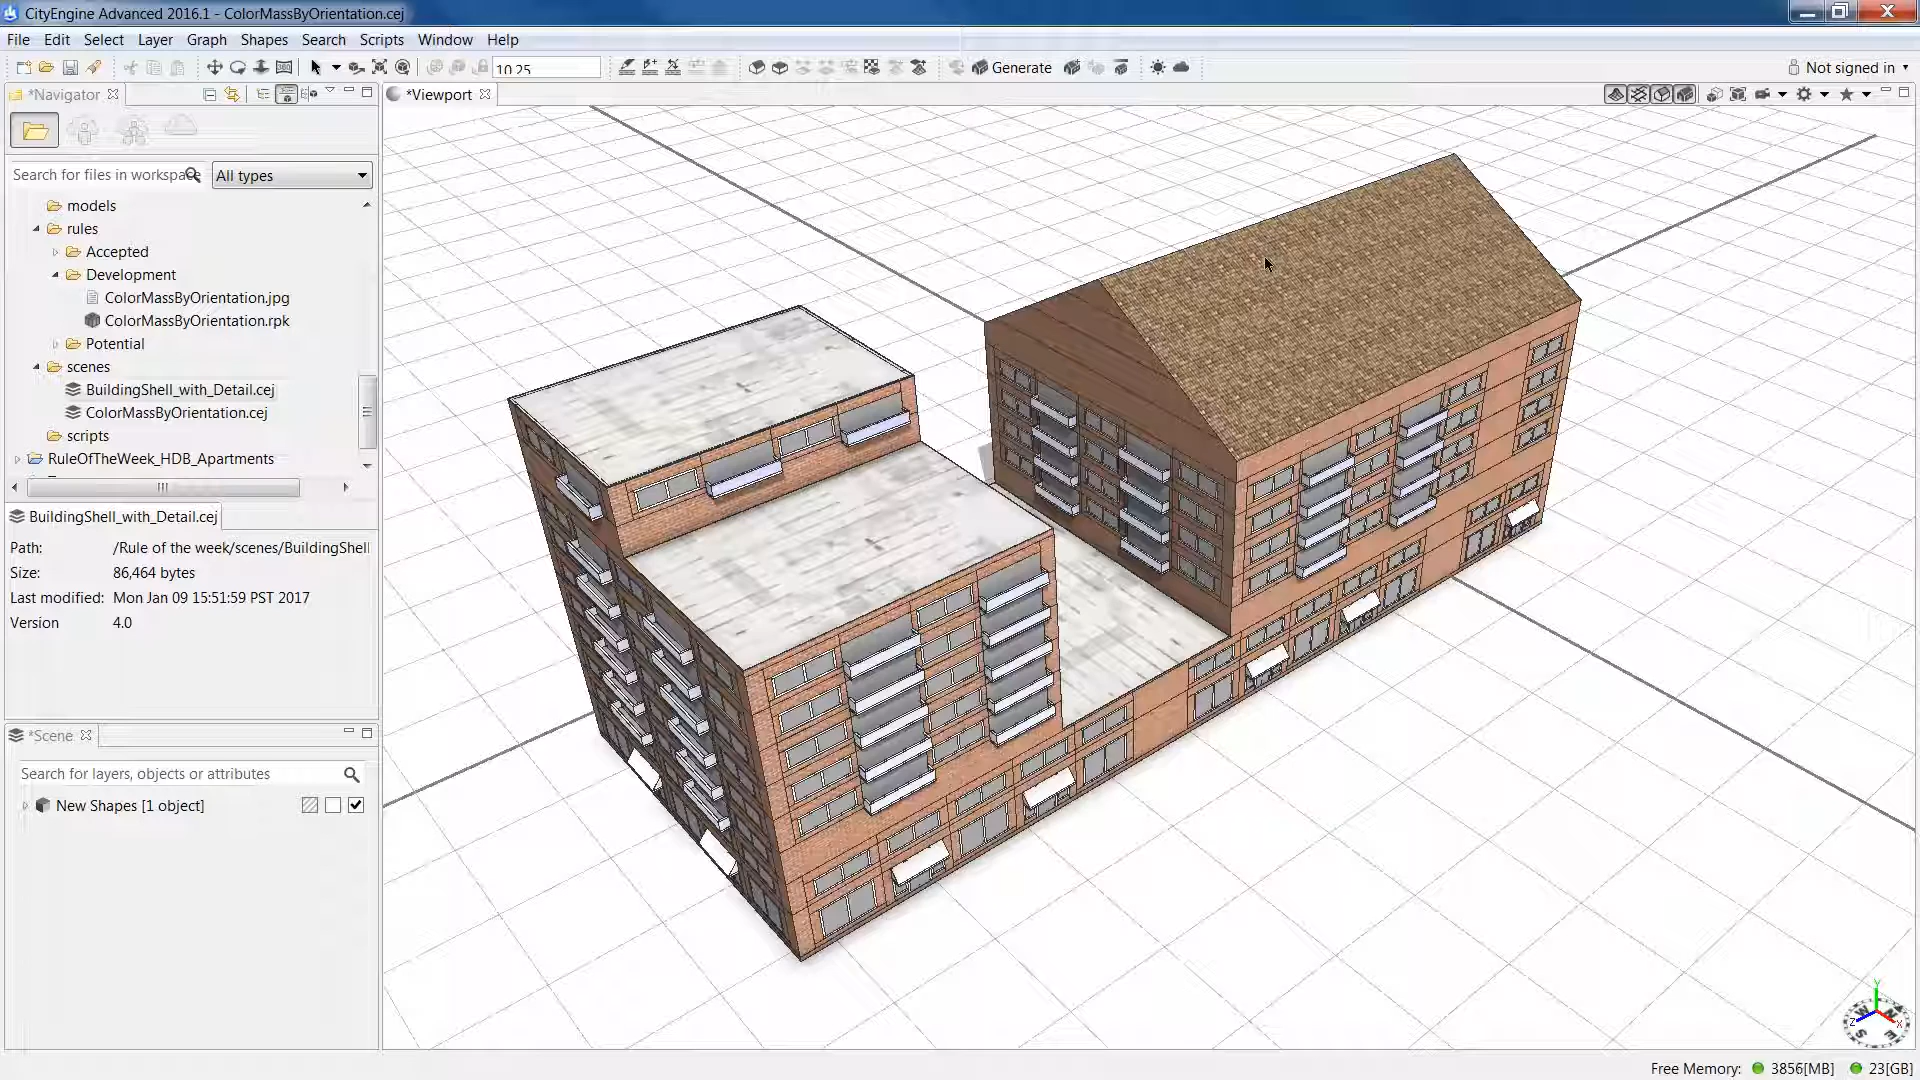 CityEngine Advanced 2016.1 - ColorMassByOrientation.cej
File Edit Select Layer Graph Shapes Search Scripts Window Help
10.25 Generate Not signed in
*Navigator
*Viewport
Search for files in workspace All types
models
rules
Accepted
Development
ColorMassByOrientation.jpg
ColorMassByOrientation.rpk
Potential
scenes
BuildingShell_with_Detail.cej
ColorMassByOrientation.cej
scripts
RuleOfTheWeek_HDB_Apartments
BuildingShell_with_Detail.cej
Path: /Rule of the week/scenes/BuildingShell
Size: 86,464 bytes
Last modified: Mon Jan 09 15:51:59 PST 2017
Version 4.0
*Scene
Search for layers, objects or attributes
New Shapes [1 object]
Free Memory: 3856[MB] 23[GB]